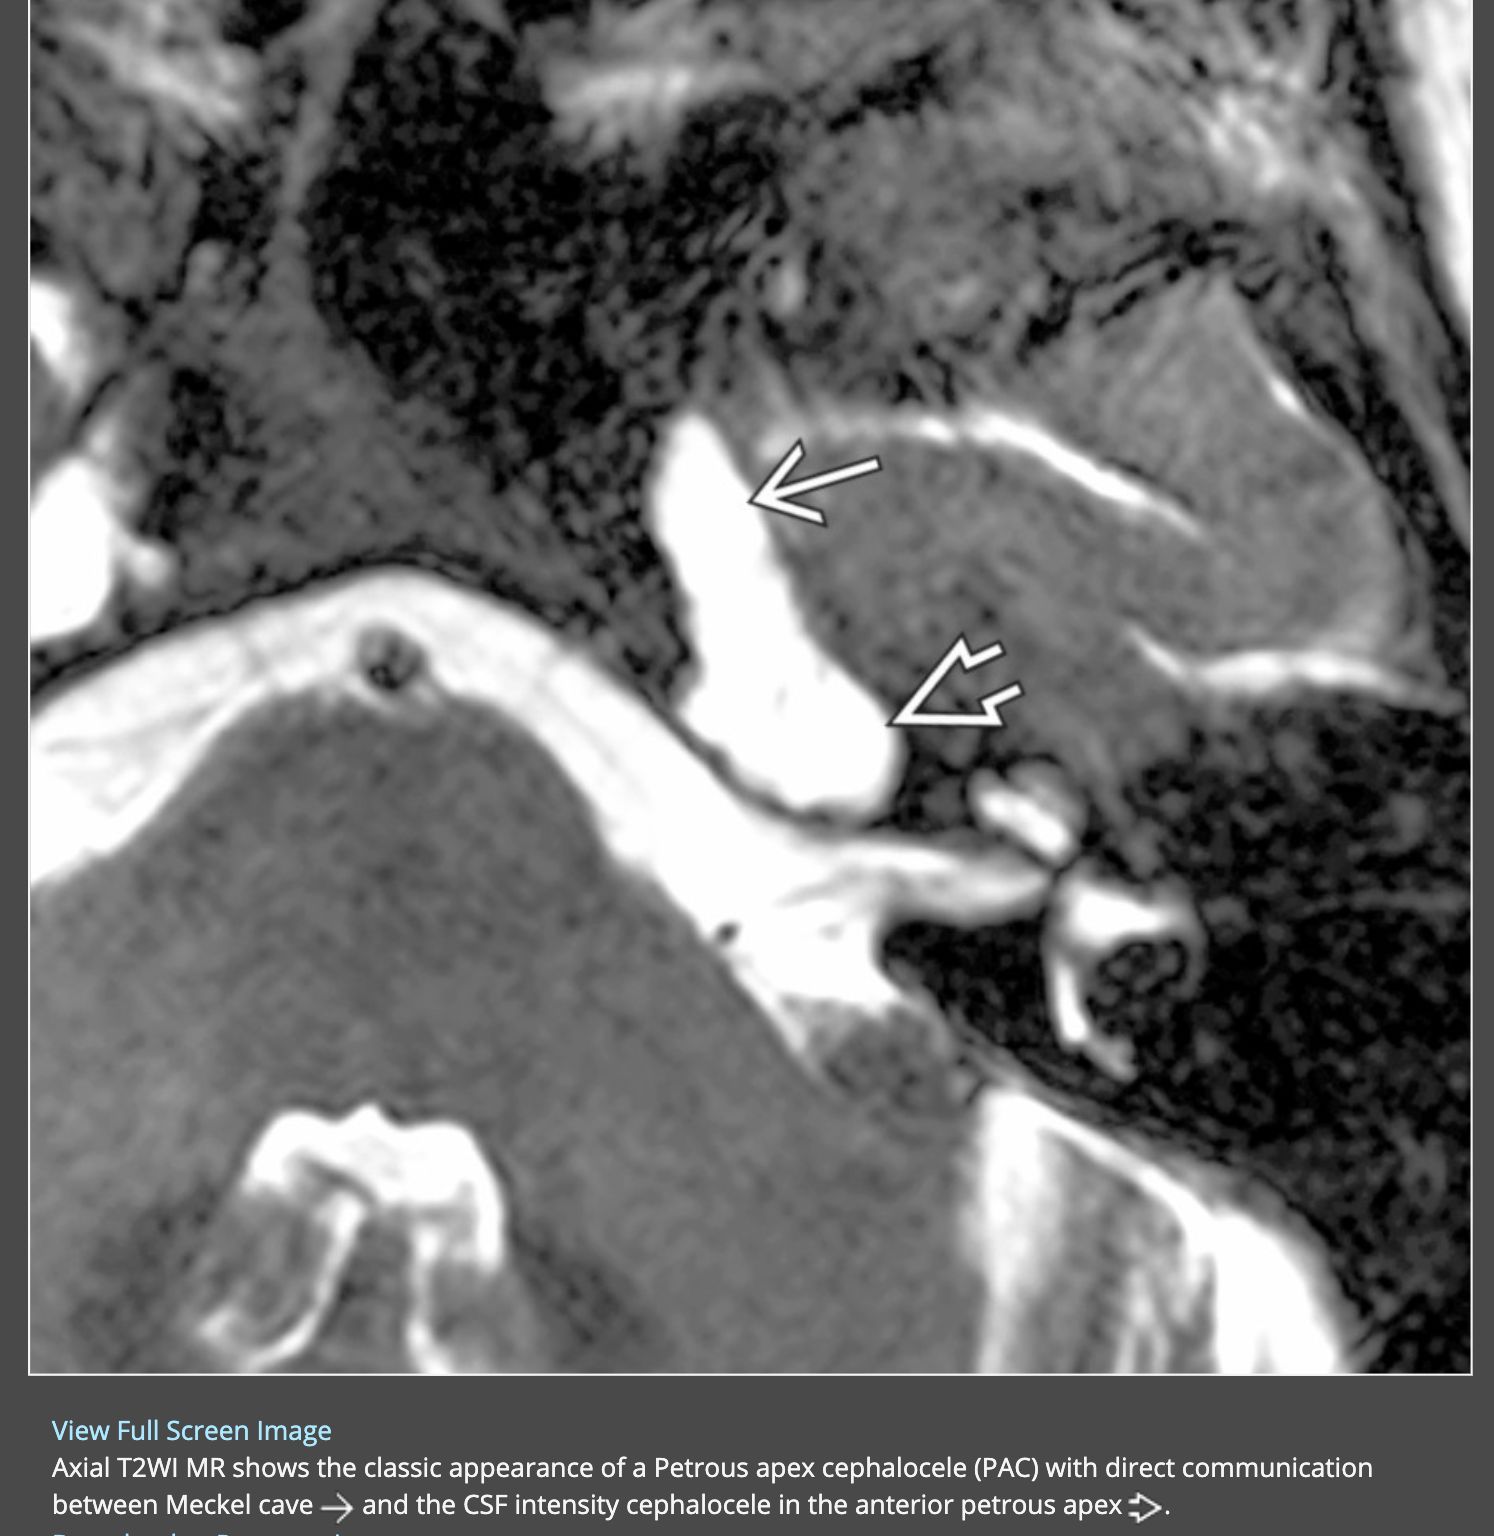 View Full Screen Image
Axial T2WI MR shows the classic appearance of a Petrous apex cephalocele (PAC) with direct communication
between Meckel cave → and the CSF intensity cephalocele in the anterior petrous apex ⇨.